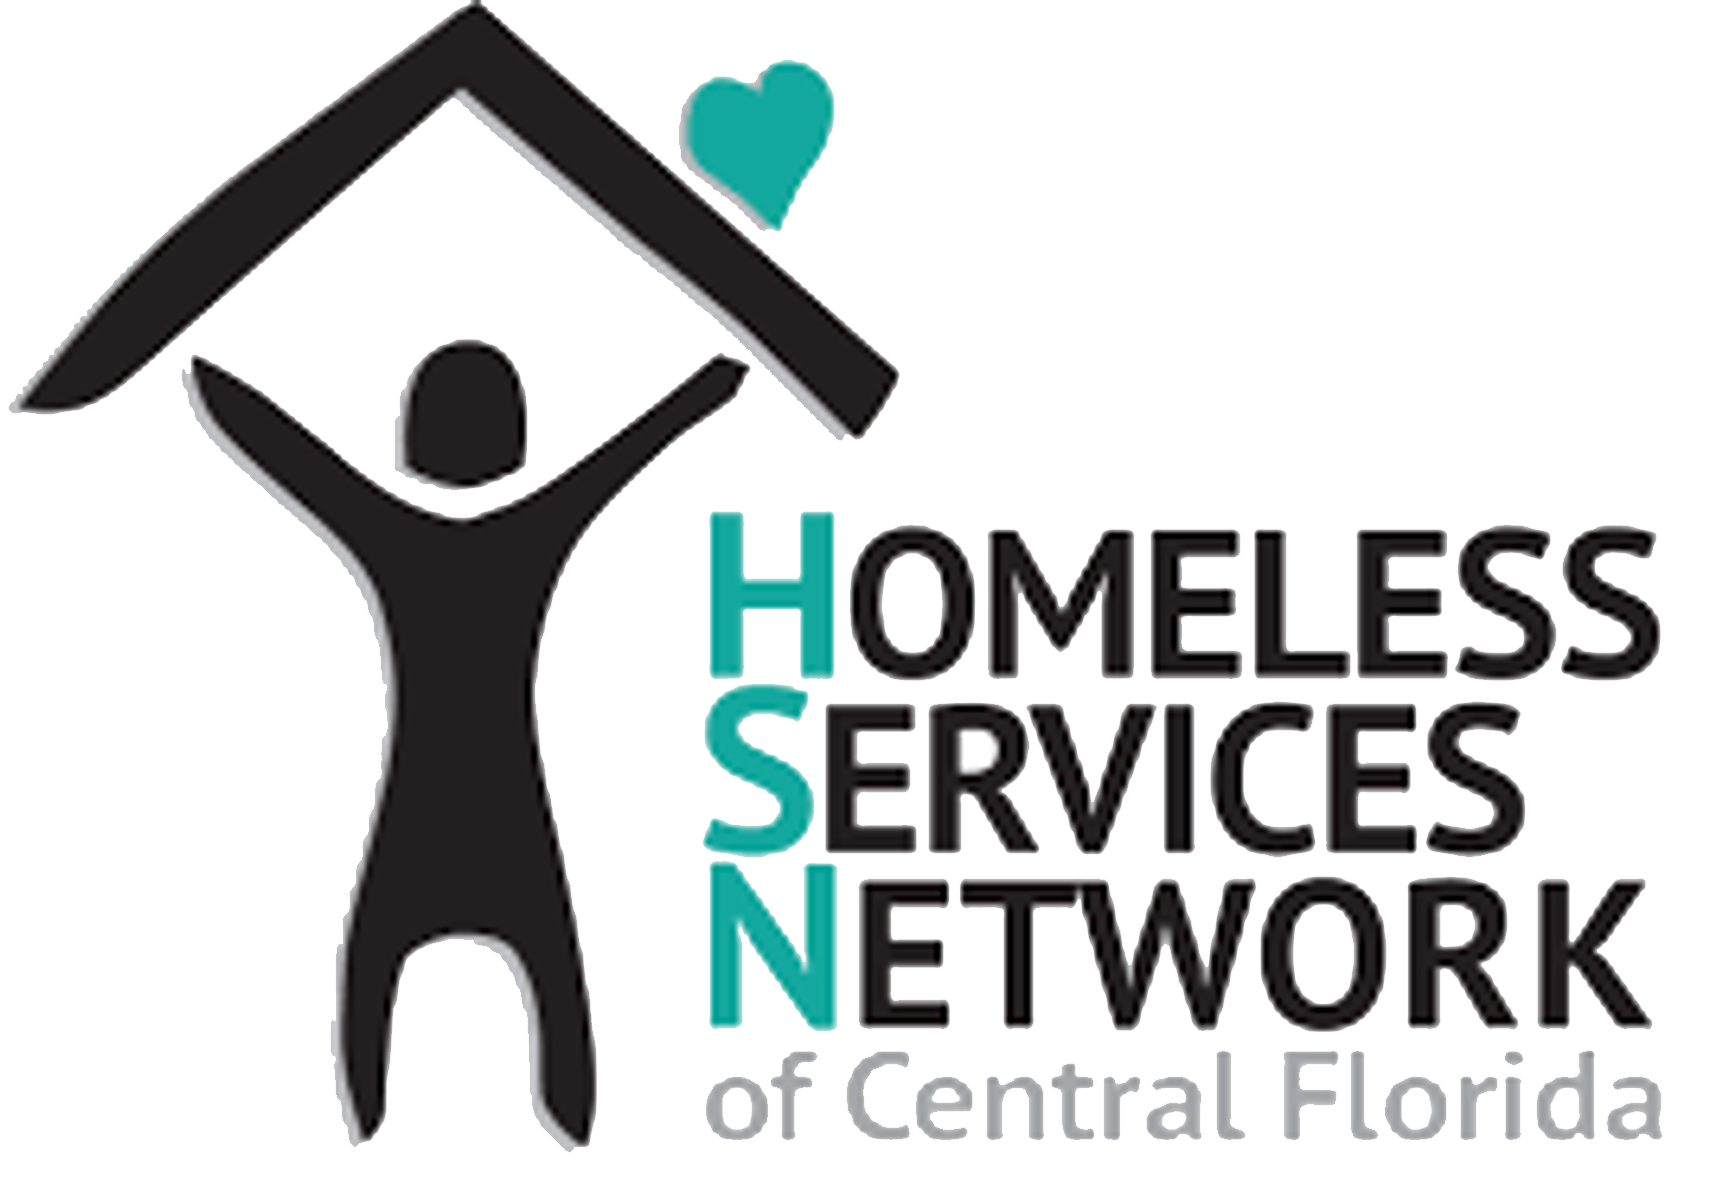 HOMELESS
SERVICES
NETWORK
of Central Florida